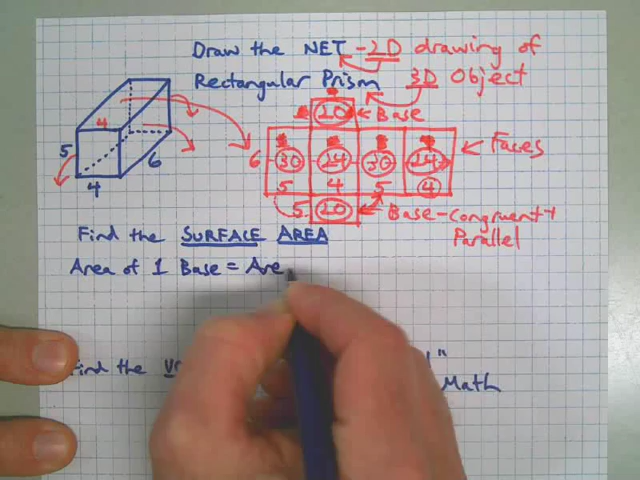 Draw the NET - 2D drawing of
Rectangular Prism 3D Object
20 Base
4
5
6
4
6 30 24 30 24 Faces
5 4 5 4
5 20 Base - congruent +
Parallel
Find the SURFACE AREA
Area of 1 Base = Are
Find the
Math